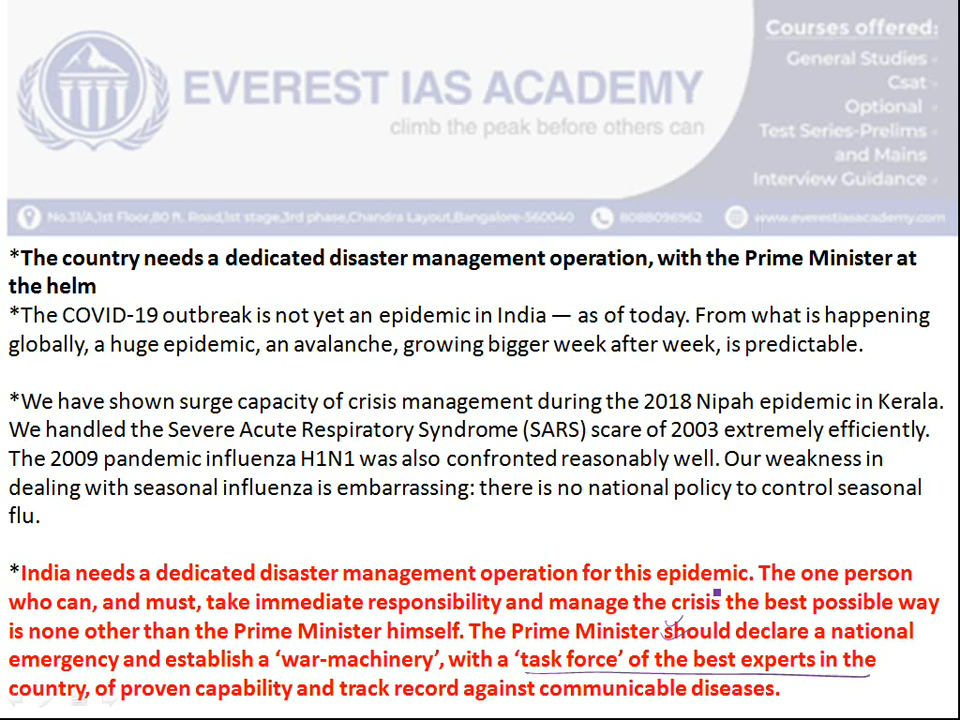 Courses offered:
General Studies
Csat
Optional
Test Series-Prelims
and Mains
Interview Guidance
EVEREST IAS ACADEMY
climb the peak before others can
No.31/A,1st Floor,80 ft. Road,1st stage,3rd phase,Chandra Layout,Bangalore-560040 8088096962 www.everestiasacademy.com
*The country needs a dedicated disaster management operation, with the Prime Minister at
the helm
*The COVID-19 outbreak is not yet an epidemic in India — as of today. From what is happening
globally, a huge epidemic, an avalanche, growing bigger week after week, is predictable.
*We have shown surge capacity of crisis management during the 2018 Nipah epidemic in Kerala.
We handled the Severe Acute Respiratory Syndrome (SARS) scare of 2003 extremely efficiently.
The 2009 pandemic influenza H1N1 was also confronted reasonably well. Our weakness in
dealing with seasonal influenza is embarrassing: there is no national policy to control seasonal
flu.
*India needs a dedicated disaster management operation for this epidemic. The one person
who can, and must, take immediate responsibility and manage the crisis the best possible way
is none other than the Prime Minister himself. The Prime Minister should declare a national
emergency and establish a ‘war-machinery’, with a ‘task force’ of the best experts in the
country, of proven capability and track record against communicable diseases.